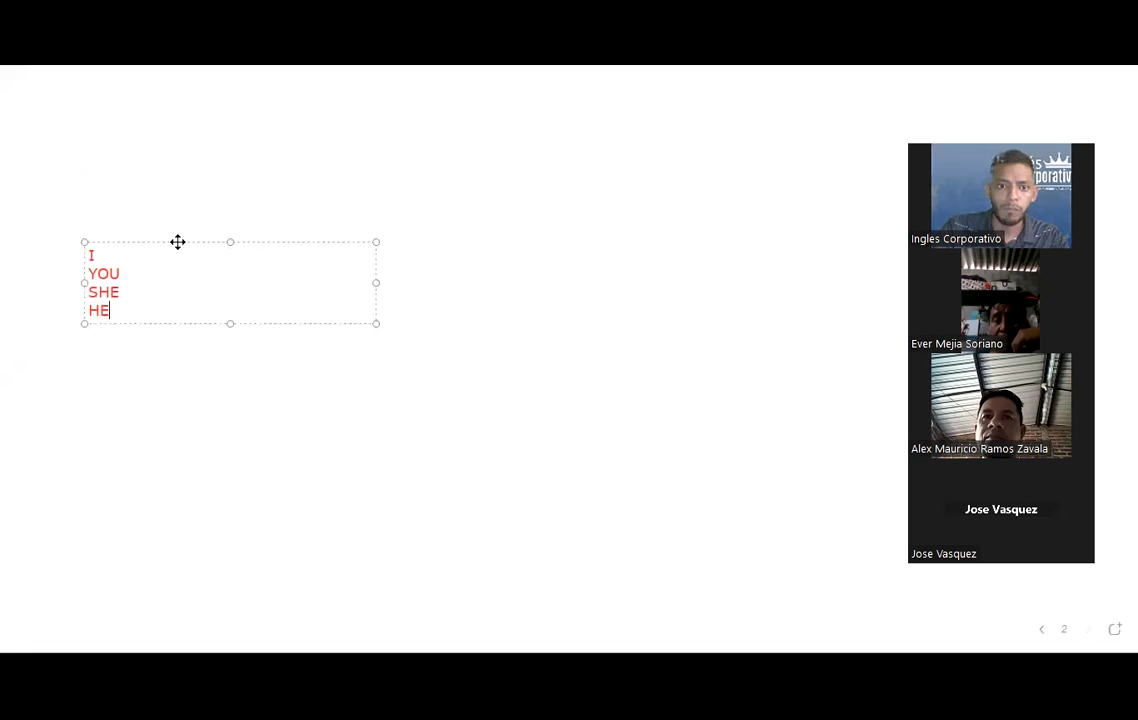 I
YOU
SHE
HE
Ingles Corporativo
Ever Mejia Soriano
Alex Mauricio Ramos Zavala
Jose Vasquez
Jose Vasquez
2